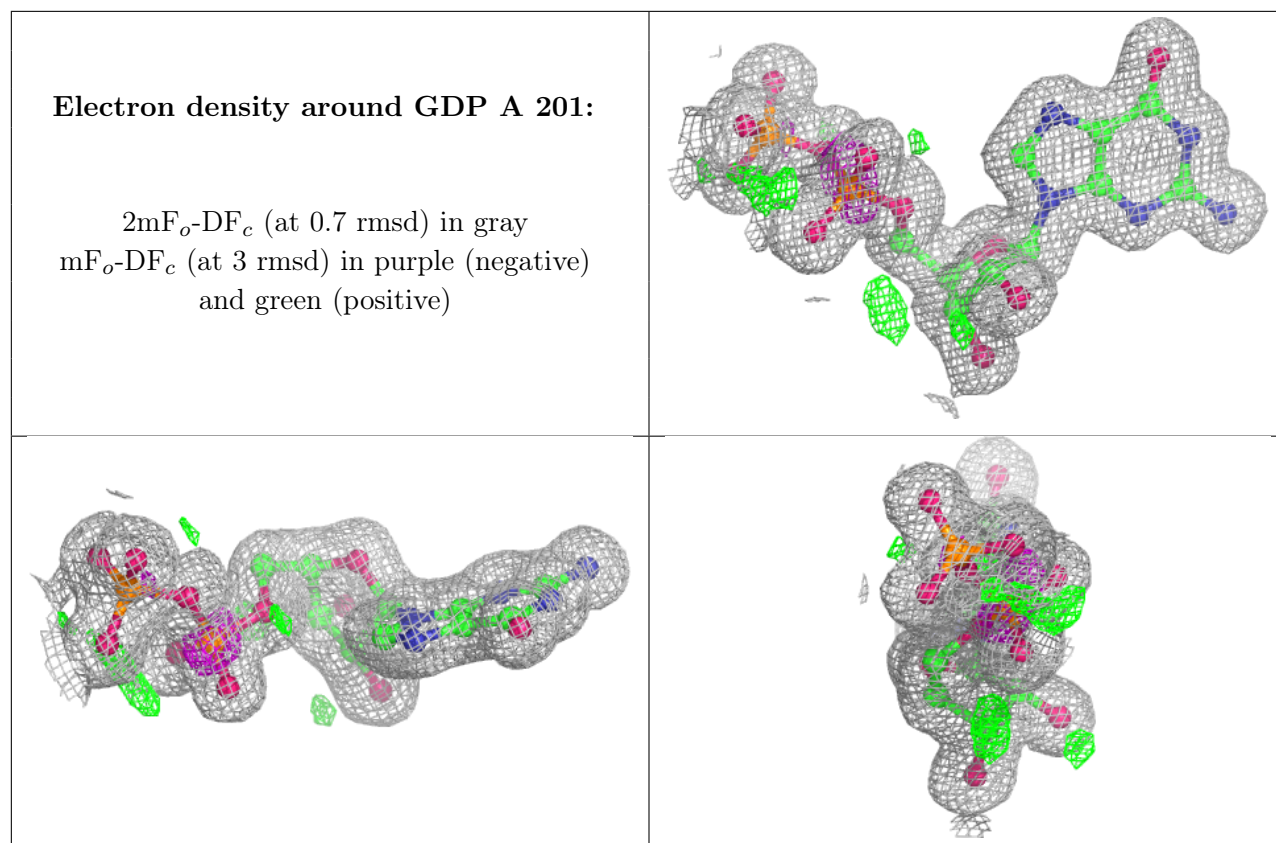 Electron density around GDP A 201:
2mFₒ-DF𝒸 (at 0.7 rmsd) in gray
mFₒ-DF𝒸 (at 3 rmsd) in purple (negative)
and green (positive)